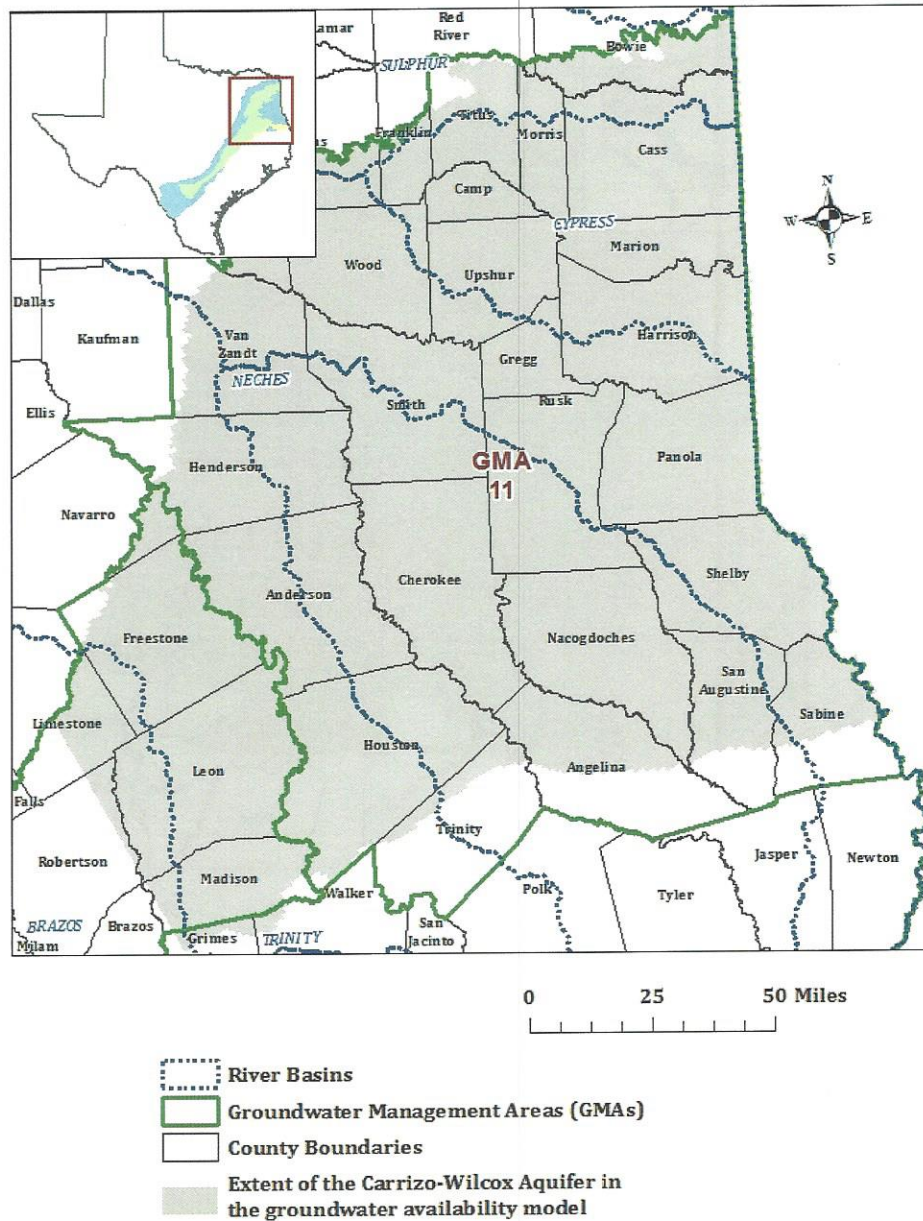 Red
River
amar
Bowie
SULPHUR
Titus
Franklin
Morris
ns
Cass
Camp
N
W E
S
CYPRESS
Marion
Wood
Upshur
Dallas
Kaufman
Van
Zandt
Harrison
Gregg
NECHES
Ellis
Smith
Rusk
Henderson
GMA
11
Panola
Navarro
Shelby
Cherokee
Anderson
Freestone
Nacogdoches
San
Augustine
Sabine
Limestone
Houston
Leon
Angelina
Falls
Trinity
Robertson
Jasper
Newton
Madison
Walker
Polk
Tyler
BRAZOS
Brazos
San
Jacinto
Milam
Grimes
TRINITY
0 25 50 Miles
River Basins
Groundwater Management Areas (GMAs)
County Boundaries
Extent of the Carrizo-Wilcox Aquifer in
the groundwater availability model